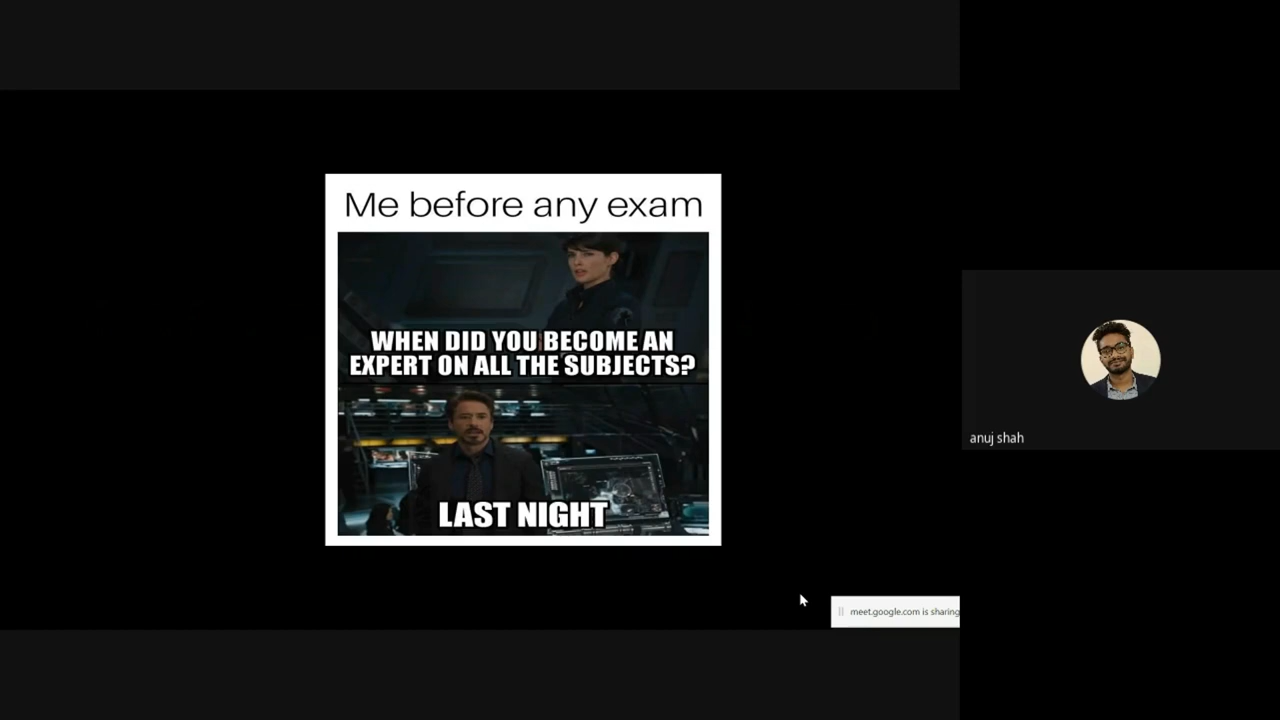 Me before any exam
WHEN DID YOU BECOME AN
EXPERT ON ALL THE SUBJECTS?
LAST NIGHT
anuj shah
meet.google.com is sharing